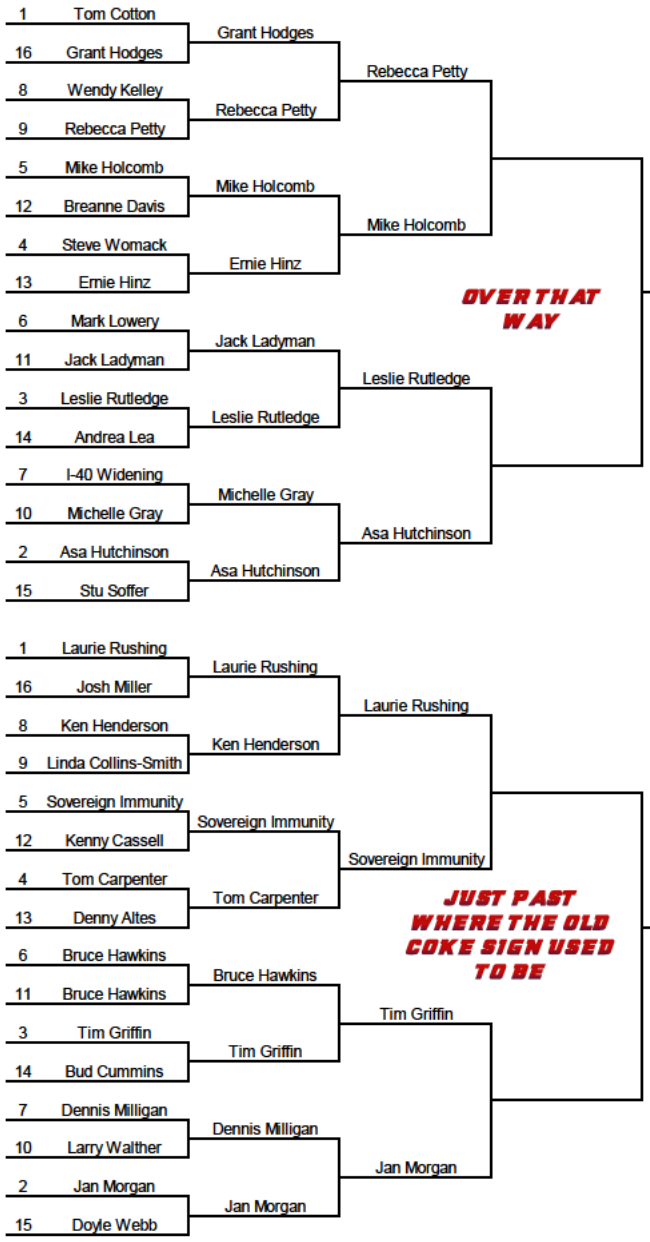 1 Tom Cotton
Grant Hodges
16 Grant Hodges
Rebecca Petty
8 Wendy Kelley
Rebecca Petty
9 Rebecca Petty
5 Mike Holcomb
Mike Holcomb
12 Breanne Davis
Mike Holcomb
4 Steve Womack
Ernie Hinz
13 Ernie Hinz
OVER THAT
WAY
6 Mark Lowery
Jack Ladyman
11 Jack Ladyman
Leslie Rutledge
3 Leslie Rutledge
Leslie Rutledge
14 Andrea Lea
7 I-40 Widening
Michelle Gray
10 Michelle Gray
Asa Hutchinson
2 Asa Hutchinson
Asa Hutchinson
15 Stu Soffer
1 Laurie Rushing
Laurie Rushing
16 Josh Miller
Laurie Rushing
8 Ken Henderson
Ken Henderson
9 Linda Collins-Smith
5 Sovereign Immunity
Sovereign Immunity
12 Kenny Cassell
Sovereign Immunity
4 Tom Carpenter
Tom Carpenter
13 Denny Altes
JUST PAST
WHERE THE OLD
COKE SIGN USED
TO BE
6 Bruce Hawkins
Bruce Hawkins
11 Bruce Hawkins
Tim Griffin
3 Tim Griffin
Tim Griffin
14 Bud Cummins
7 Dennis Milligan
Dennis Milligan
10 Larry Walther
Jan Morgan
2 Jan Morgan
Jan Morgan
15 Doyle Webb